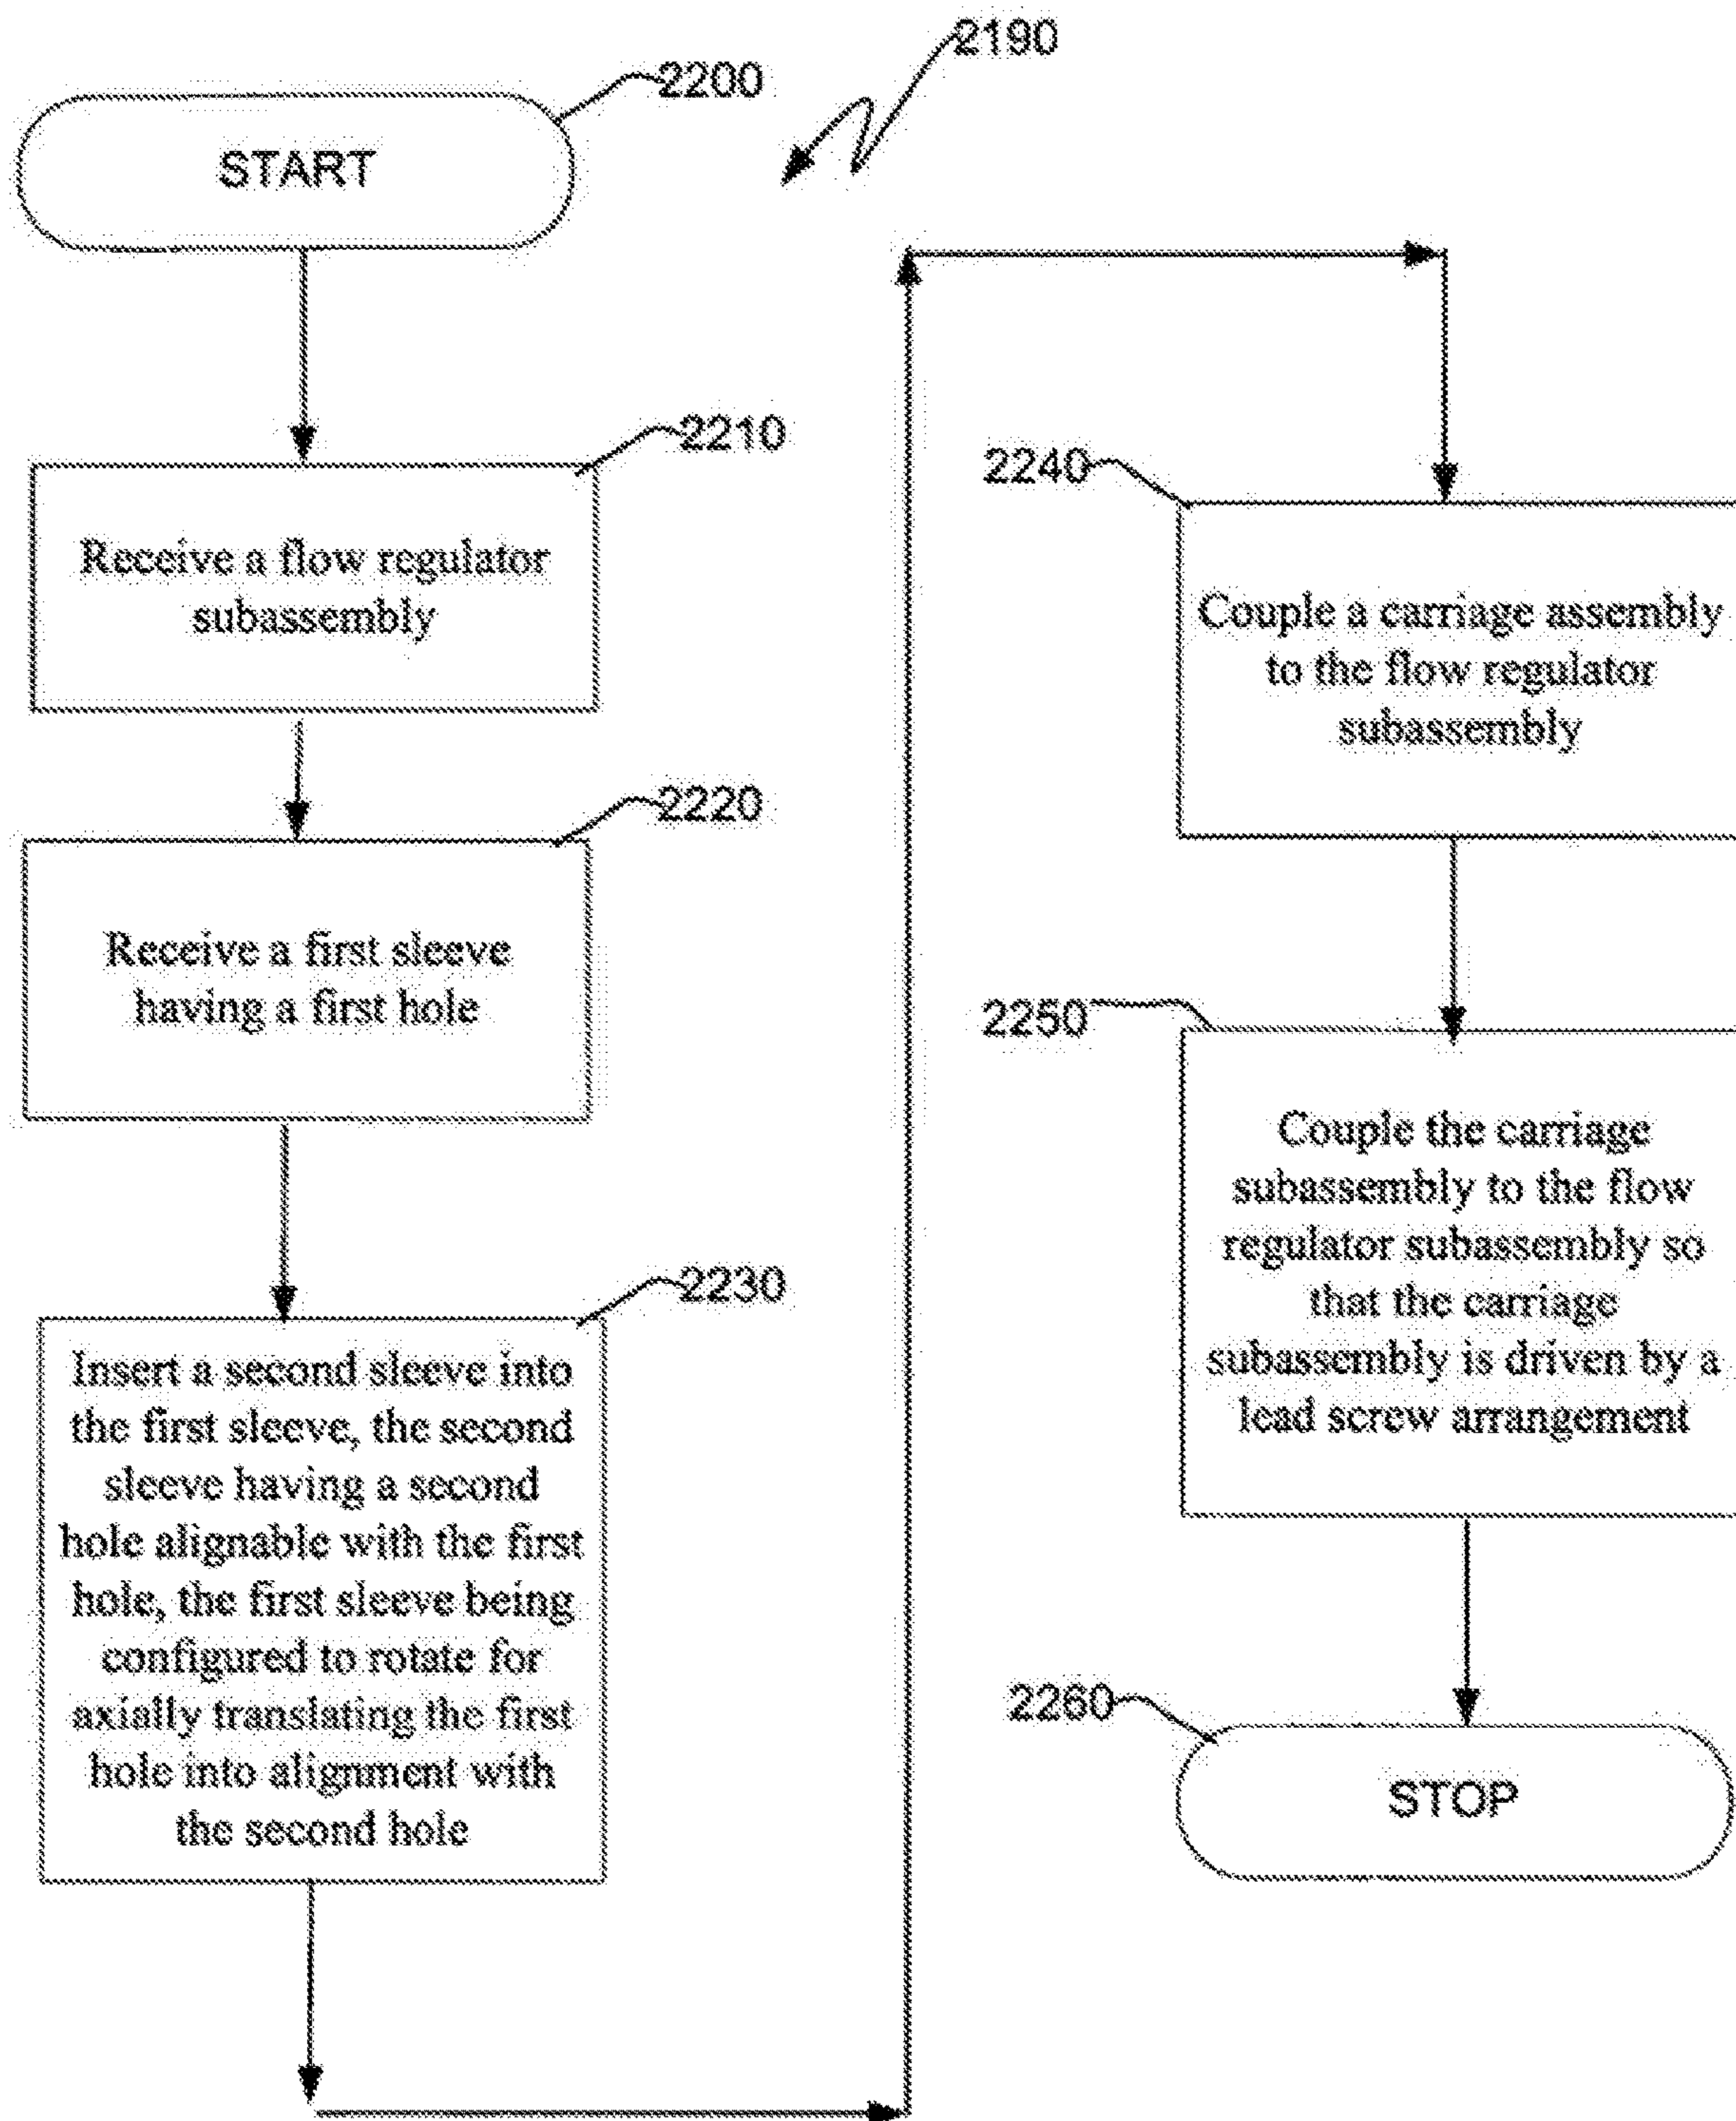 2190
2200
START
2210
Receive a flow regulator
subassembly
2220
Receive a first sleeve
having a first hole
2230
Insert a second sleeve into
the first sleeve, the second
sleeve having a second
hole alignable with the first
hole, the first sleeve being
configured to rotate for
axially translating the first
hole into alignment with
the second hole
2240
Couple a carriage assembly
to the flow regulator
subassembly
2250
Couple the carriage
subassembly to the flow
regulator subassembly so
that the carriage
subassembly is driven by a
lead screw arrangement
2260
STOP